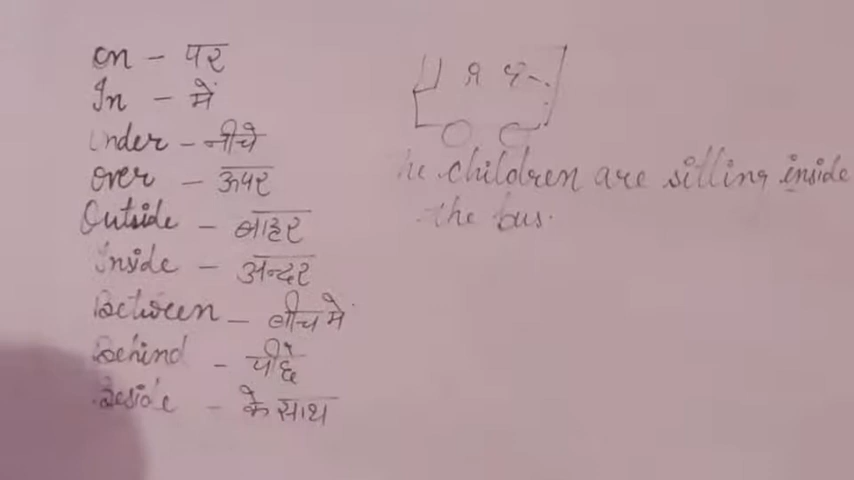 on - पर
In - में
Under - नीचे
over - ऊपर
Outside - बाहर
Inside - अन्दर
Between - बीच में
Behind - पीछे
Beside - के साथ
he children are sitting inside
the bus.